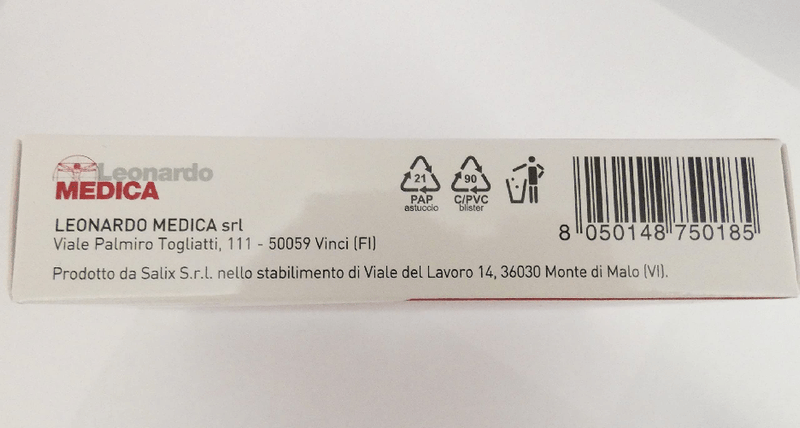 Leonardo
MEDICA
LEONARDO MEDICA srl
Viale Palmiro Togliatti, 111 - 50059 Vinci (FI)
Prodotto da Salix S.r.l. nello stabilimento di Viale del Lavoro 14, 36030 Monte di Malo (VI).
21
PAP
astuccio
90
C/PVC
blister
8 050148 750185